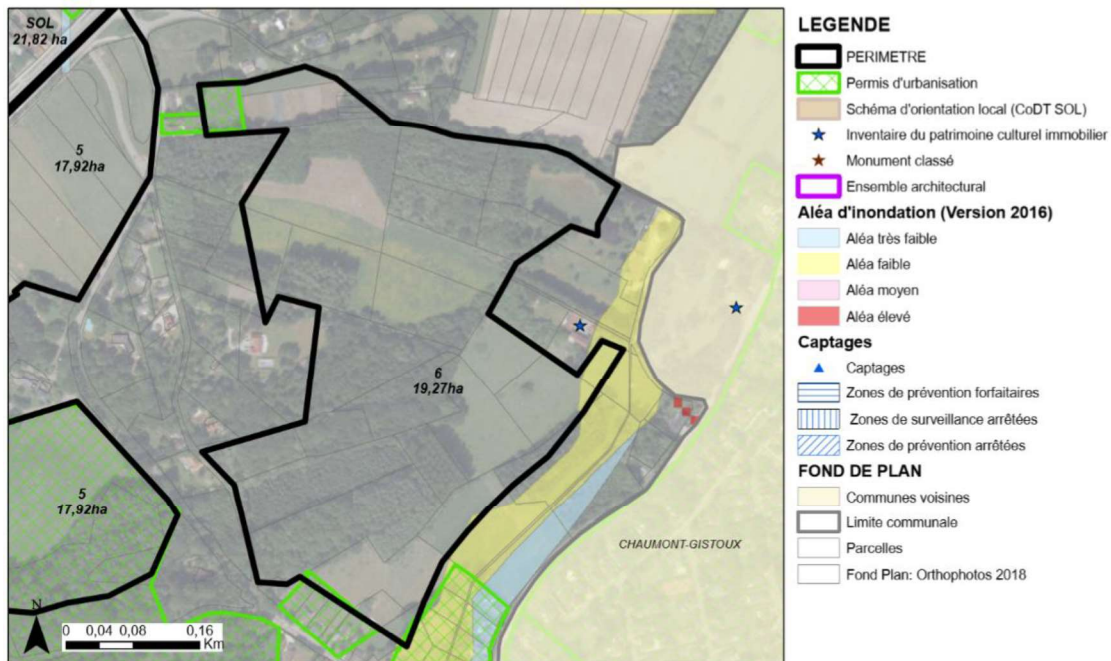 SOL
21,82 ha
5
17,92ha
6
19,27ha
5
17,92ha
CHAUMONT-GISTOUX
N
0 0,04 0,08 0,16
Km
LEGENDE
PERIMETRE
Permis d'urbanisation
Schéma d'orientation local (CoDT SOL)
Inventaire du patrimoine culturel immobilier
Monument classé
Ensemble architectural
Aléa d'inondation (Version 2016)
Aléa très faible
Aléa faible
Aléa moyen
Aléa élevé
Captages
Captages
Zones de prévention forfaitaires
Zones de surveillance arrêtées
Zones de prévention arrêtées
FOND DE PLAN
Communes voisines
Limite communale
Parcelles
Fond Plan: Orthophotos 2018